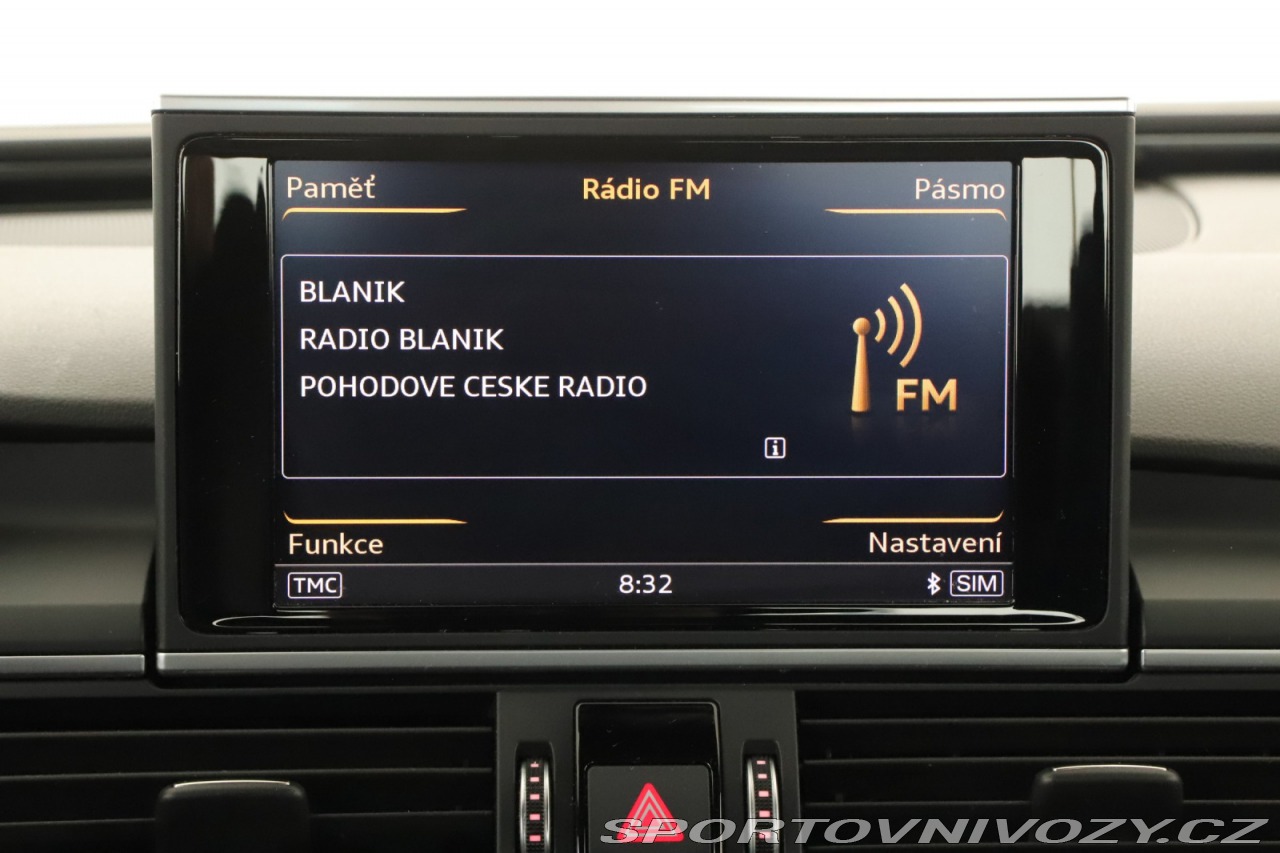 Paměť
Rádio FM
Pásmo
BLANIK
RADIO BLANIK
POHODOVE CESKE RADIO
FM
i
Funkce
Nastavení
TMC
8:32
SIM
SPORTOVNIVOZY.CZ